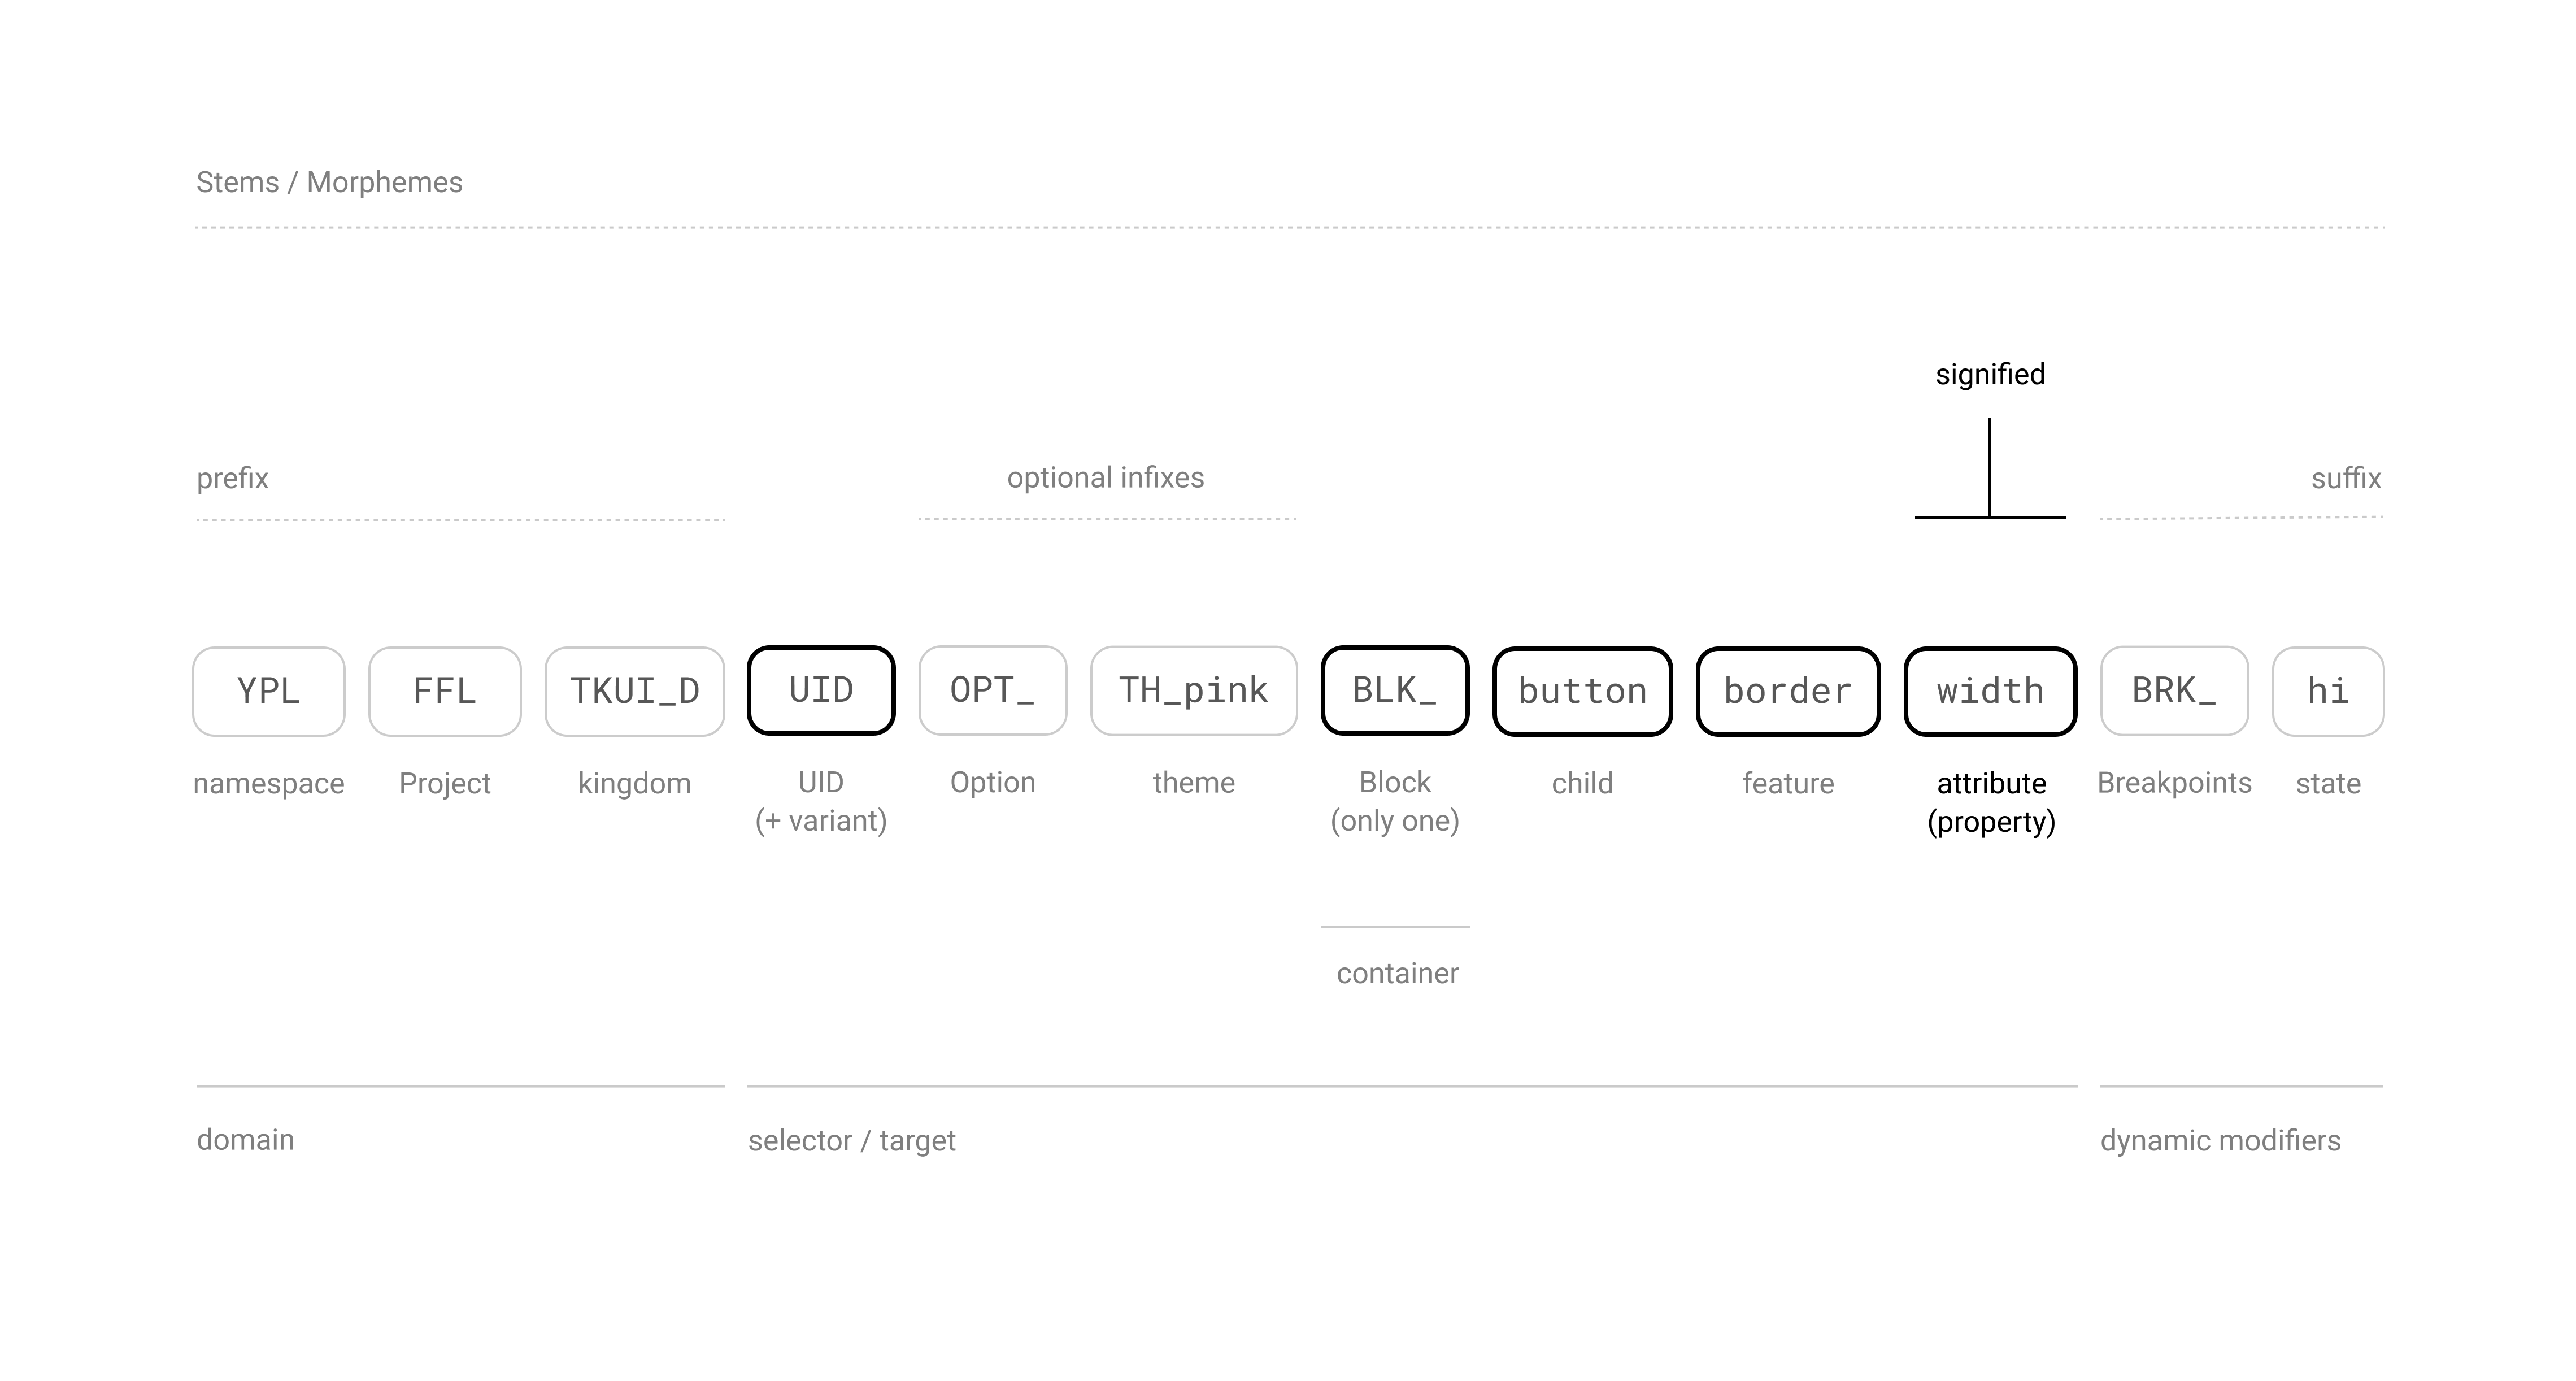 Stems / Morphemes
signified
prefix
optional infixes
suffix
YPL
FFL
TKUI_D
UID
OPT_
TH_pink
BLK_
button
border
width
BRK_
hi
namespace
Project
kingdom
UID
(+ variant)
Option
theme
Block
(only one)
child
feature
attribute
(property)
Breakpoints
state
container
domain
selector / target
dynamic modifiers